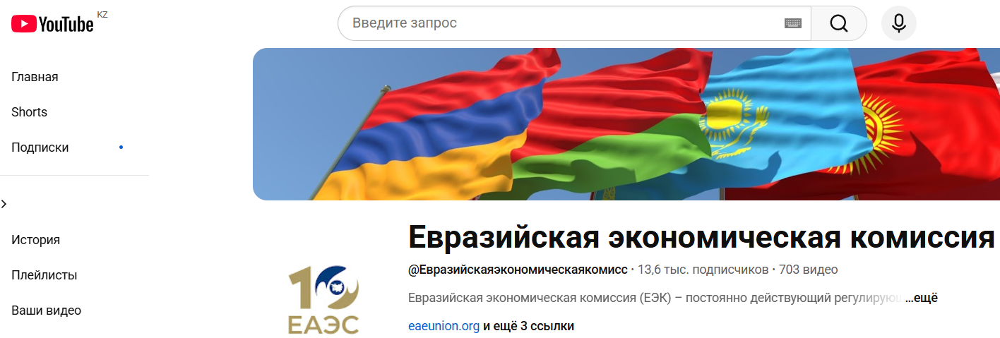 YouTube KZ
Введите запрос
Главная
Shorts
Подписки
История
Плейлисты
Ваши видео
Евразийская экономическая комиссия
@Евразийскаяэкономическаякомисс · 13,6 тыс. подписчиков · 703 видео
Евразийская экономическая комиссия (ЕЭК) – постоянно действующий ...ещё
eaeunion.org и ещё 3 ссылки
10
ЕАЭС